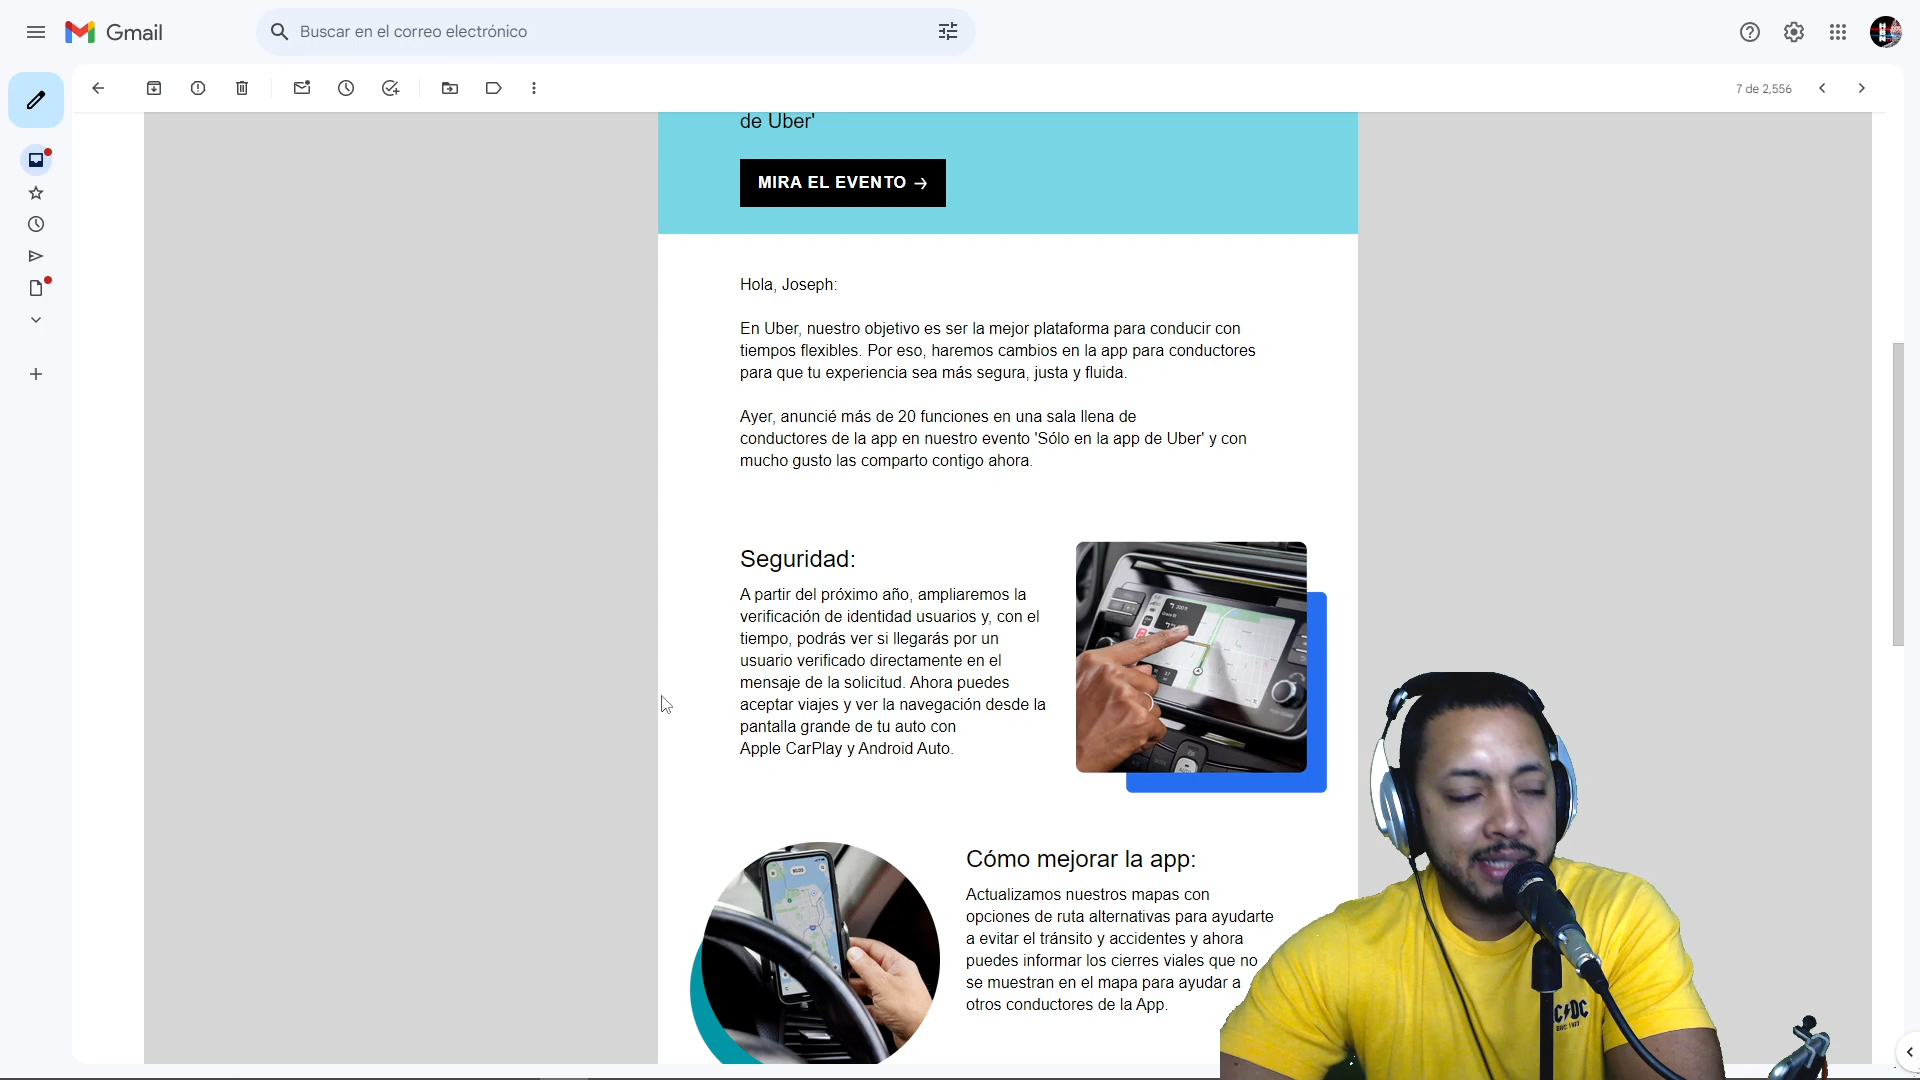 Gmail
Buscar en el correo electrónico
7 de 2,556
de Uber'
MIRA EL EVENTO →
Hola, Joseph:
En Uber, nuestro objetivo es ser la mejor plataforma para conducir con
tiempos flexibles. Por eso, haremos cambios en la app para conductores
para que tu experiencia sea más segura, justa y fluida.
Ayer, anuncié más de 20 funciones en una sala llena de
conductores de la app en nuestro evento 'Sólo en la app de Uber' y con
mucho gusto las comparto contigo ahora.
Seguridad:
A partir del próximo año, ampliaremos la
verificación de identidad usuarios y, con el
tiempo, podrás ver si llegarás por un
usuario verificado directamente en el
mensaje de la solicitud. Ahora puedes
aceptar viajes y ver la navegación desde la
pantalla grande de tu auto con
Apple CarPlay y Android Auto.
Cómo mejorar la app:
Actualizamos nuestros mapas con
opciones de ruta alternativas para ayudarte
a evitar el tránsito y accidentes y ahora
puedes informar los cierres viales que no
se muestran en el mapa para ayudar a
otros conductores de la App.